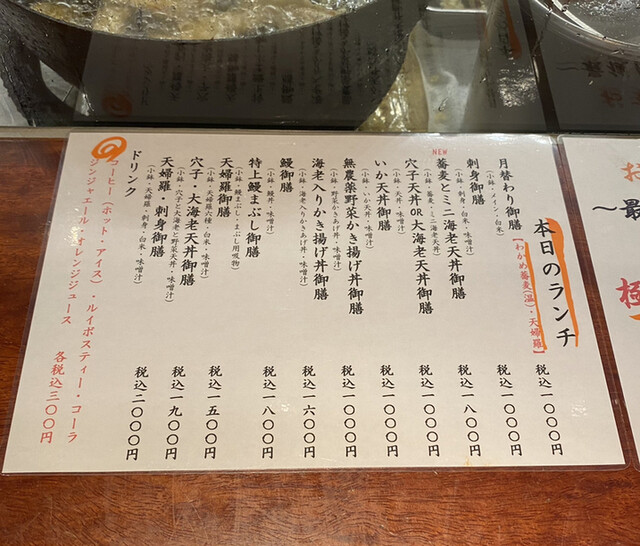 本日のランチ
【わかめ蕎麦(温)・天婦羅】
月替わり御膳
(小鉢・メイン・白米)
税込一〇〇〇円
刺身御膳
(小鉢・刺身・白米・味噌汁)
税込一〇〇〇円
NEW
蕎麦とミニ海老天丼御膳
(小鉢・蕎麦・ミニ海老天丼)
税込一八〇〇円
穴子天丼OR大海老天丼御膳
(小鉢・天丼・味噌汁)
税込一〇〇〇円
いか天丼御膳
(小鉢・いか天丼・味噌汁)
税込一〇〇〇円
無農薬野菜かき揚げ丼御膳
(小鉢・野菜かきあげ丼・味噌汁)
税込一〇〇〇円
海老入りかき揚げ丼御膳
(小鉢・海老入りかきあげ丼・味噌汁)
税込一六〇〇円
鰻御膳
(小鉢・鰻丼・味噌汁)
税込一八〇〇円
特上鰻まぶし御膳
(小鉢・鰻まぶし・まぶし用吸物)
天婦羅御膳
(小鉢・天婦羅六種・白米・味噌汁)
税込一五〇〇円
穴子・大海老天丼御膳
(小鉢・穴子と大海老と野菜天丼・味噌汁)
税込一九〇〇円
天婦羅・刺身御膳
(小鉢・天婦羅・刺身・白米・味噌汁)
税込二〇〇〇円
ドリンク
コーヒー(ホット・アイス)・ルイボスティー・コーラ
ジンジャエール・オレンジジュース
各税込三〇〇円
お
〜最
極